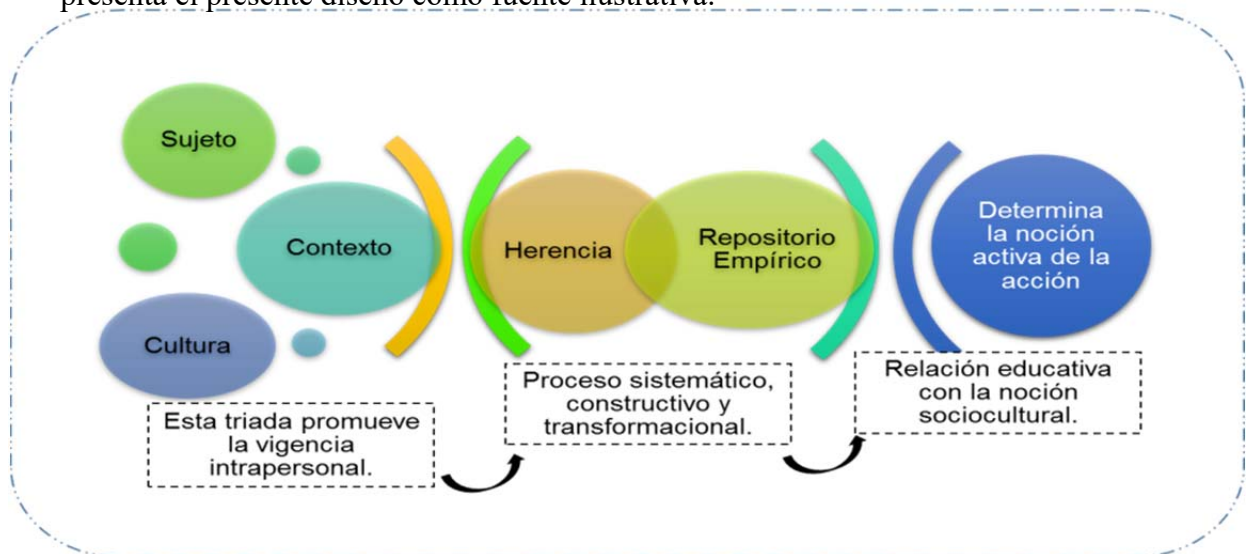 presenta el presente diseño como fuente ilustrativa.
Sujeto
Contexto
Cultura
Herencia
Repositorio
Empírico
Determina
la noción
activa de la
acción
Esta triada promueve
la vigencia
intrapersonal.
Proceso sistemático,
constructivo y
transformacional.
Relación educativa
con la noción
sociocultural.